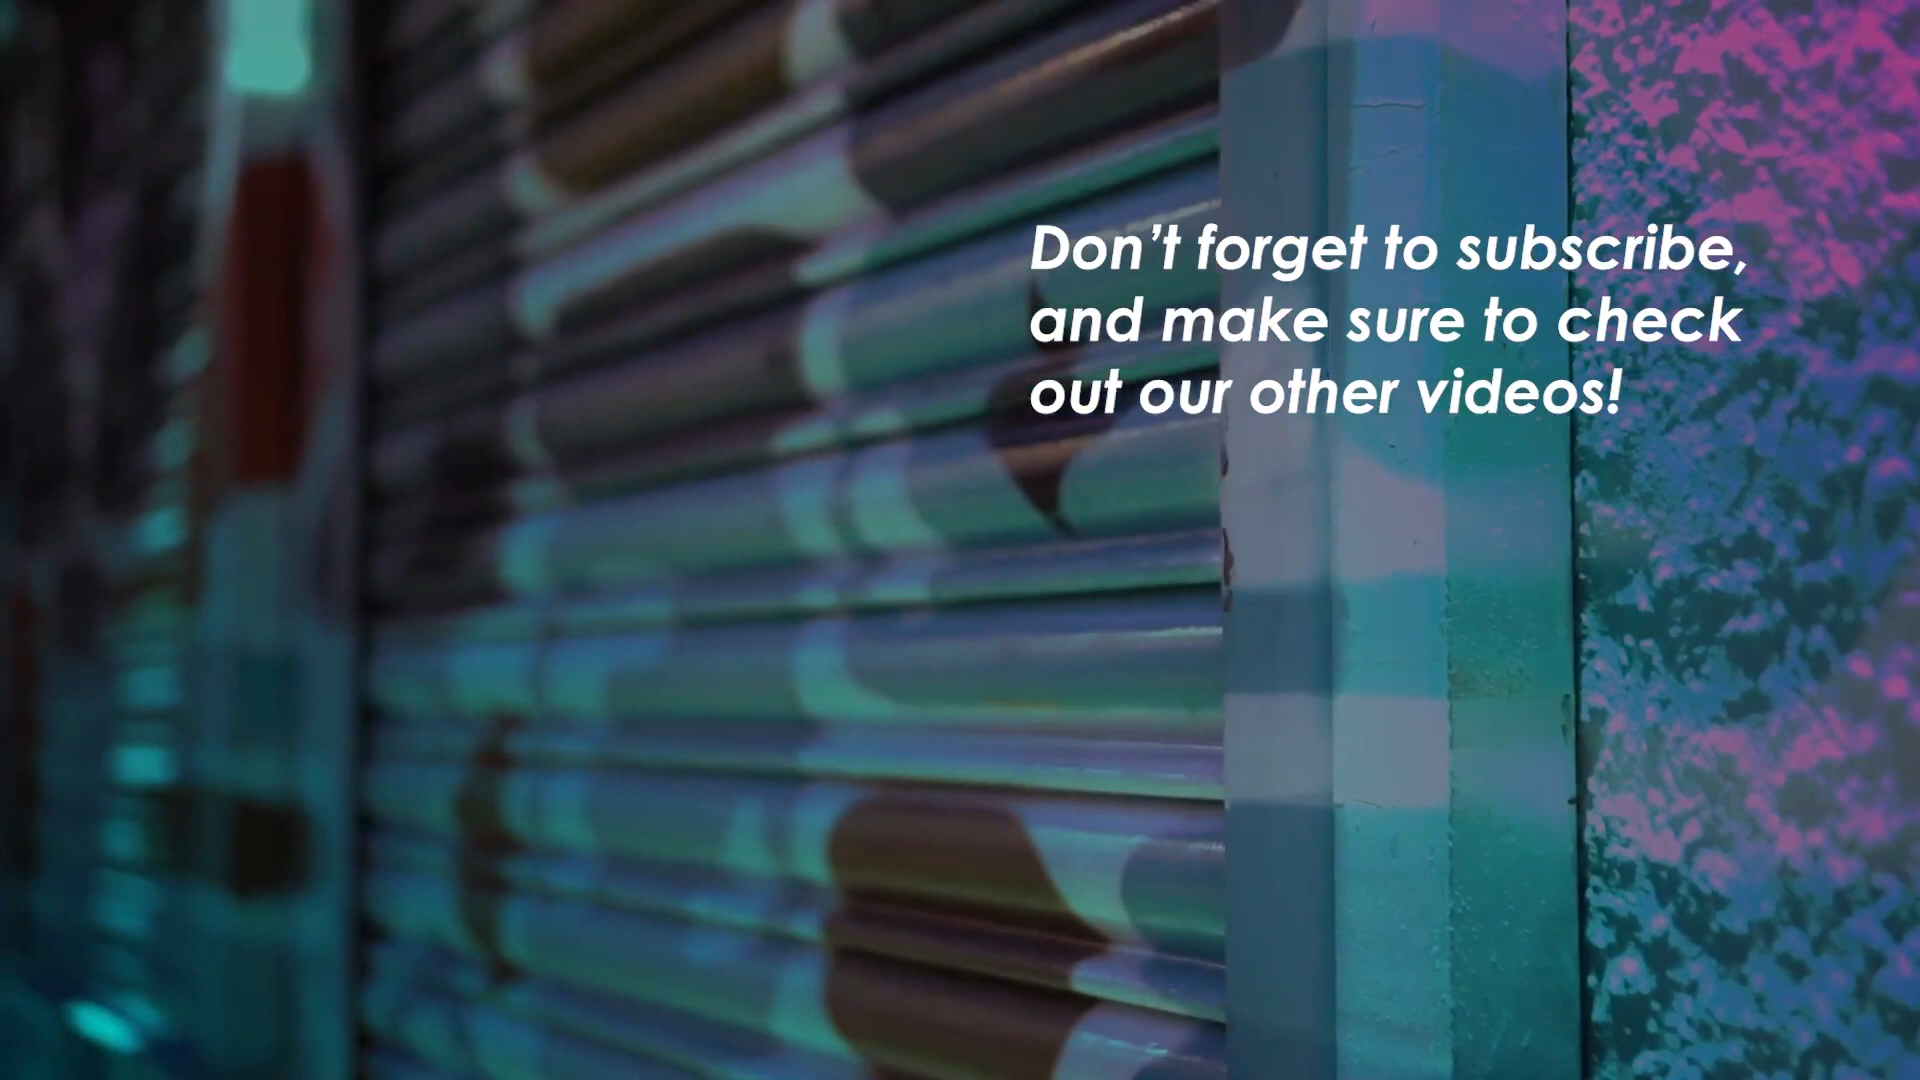 Don’t forget to subscribe,
and make sure to check
out our other videos!